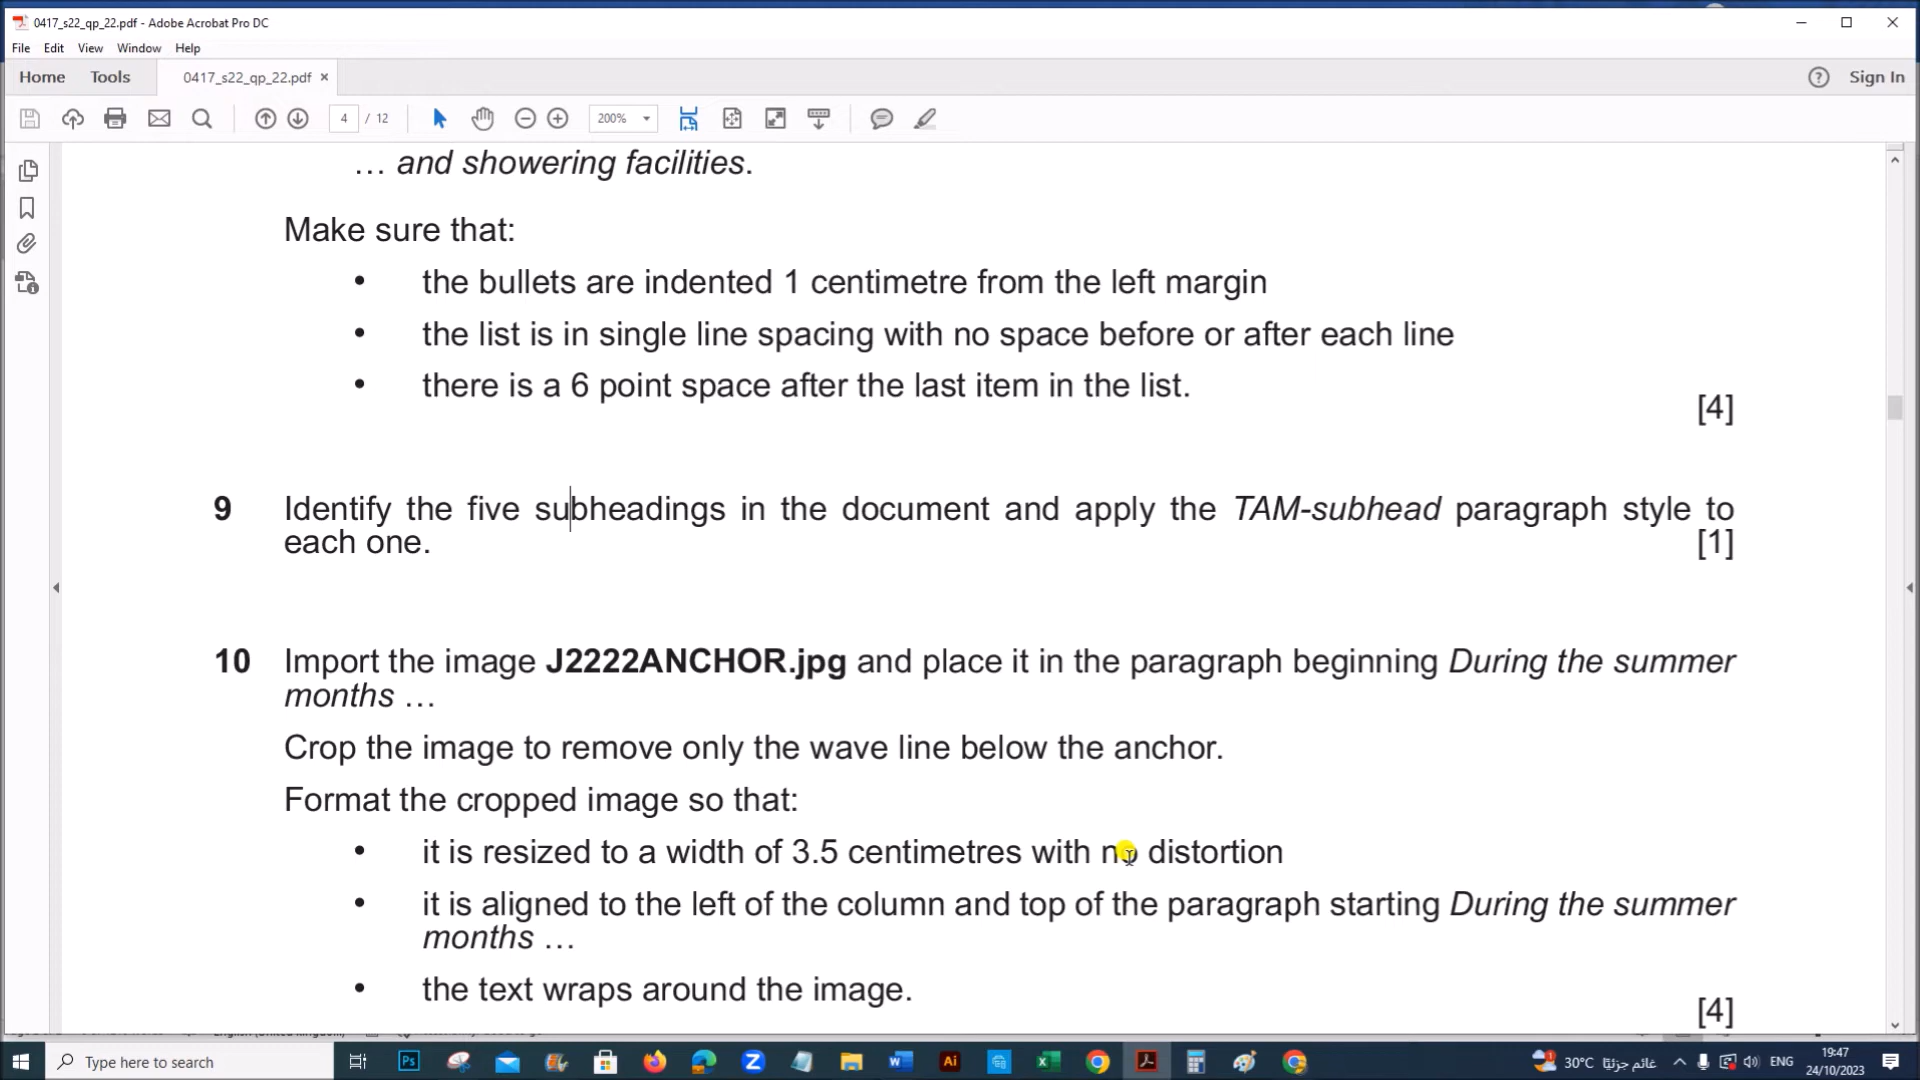 0417_s22_qp_22.pdf - Adobe Acrobat Pro DC
File Edit View Window Help
Home Tools 0417_s22_qp_22.pdf × Sign In
4 / 12 200%
… and showering facilities.
Make sure that:
• the bullets are indented 1 centimetre from the left margin
• the list is in single line spacing with no space before or after each line
• there is a 6 point space after the last item in the list.
[4]
9 Identify the five subheadings in the document and apply the TAM-subhead paragraph style to
each one. [1]
10 Import the image J2222ANCHOR.jpg and place it in the paragraph beginning During the summer
months …
Crop the image to remove only the wave line below the anchor.
Format the cropped image so that:
• it is resized to a width of 3.5 centimetres with no distortion
• it is aligned to the left of the column and top of the paragraph starting During the summer
months …
• the text wraps around the image.
[4]
Type here to search 30°C غائم جزئيًا ENG 19:47
24/10/2023